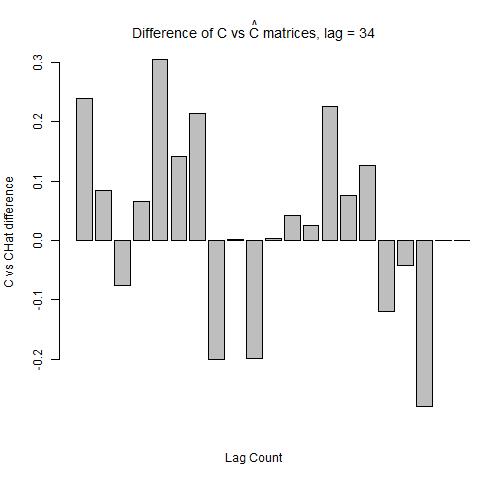 Difference of C vs Ĉ matrices, lag = 34
0.3
0.2
0.1
0.0
-0.1
-0.2
C vs CHat difference
Lag Count